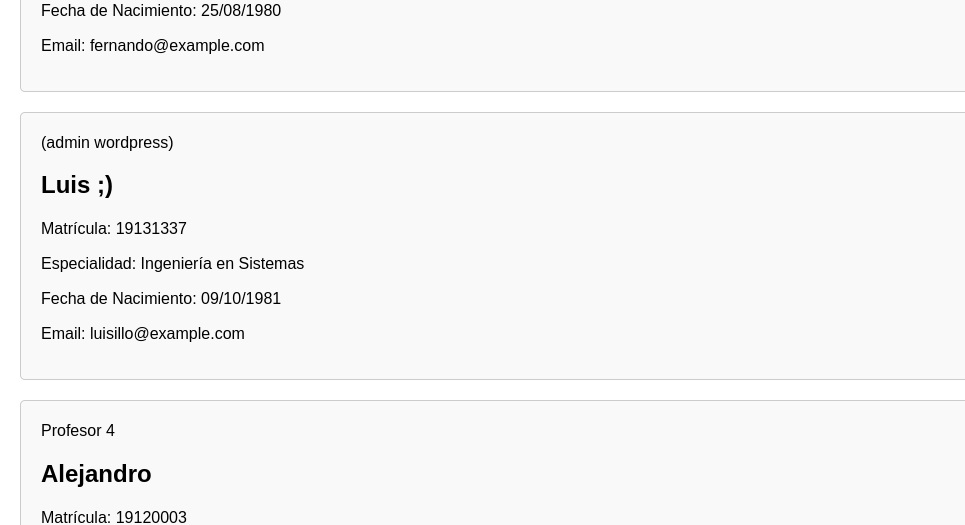 Fecha de Nacimiento: 25/08/1980
Email: fernando@example.com
(admin wordpress)
Luis ;)
Matrícula: 19131337
Especialidad: Ingeniería en Sistemas
Fecha de Nacimiento: 09/10/1981
Email: luisillo@example.com
Profesor 4
Alejandro
Matrícula: 19120003